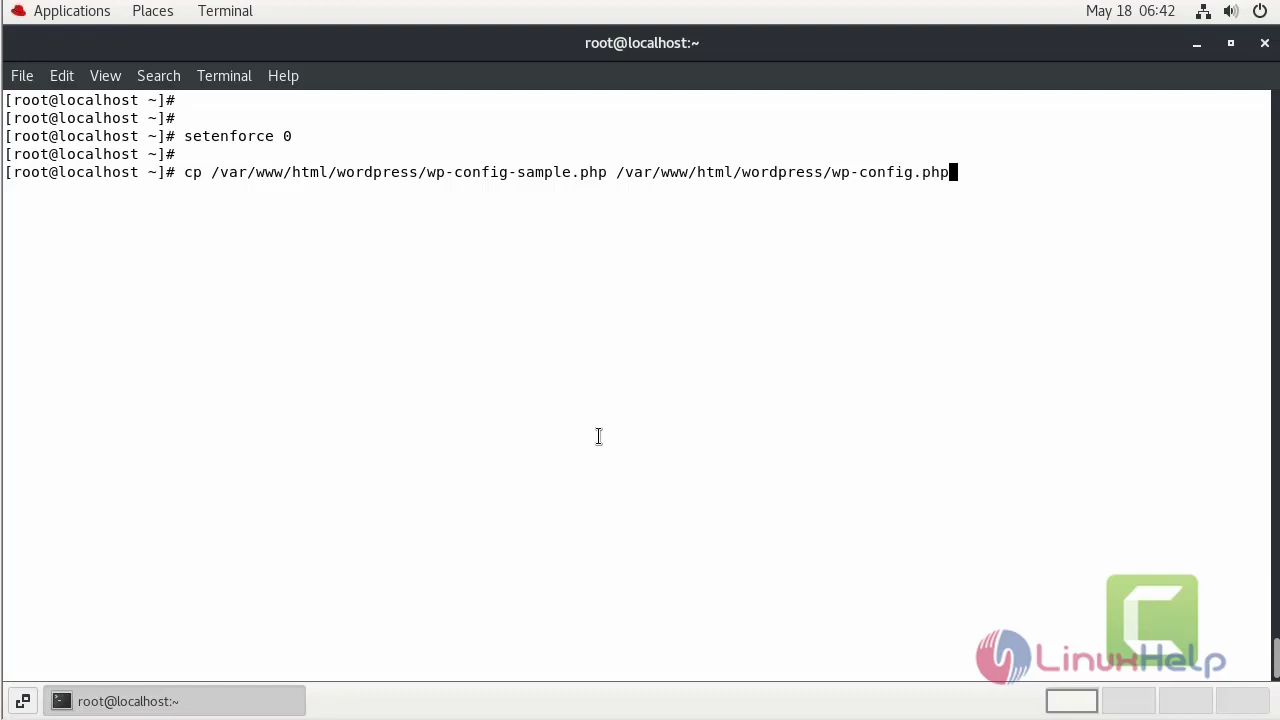 Applications Places Terminal May 18 06:42
root@localhost:~
File Edit View Search Terminal Help
[root@localhost ~]#
[root@localhost ~]#
[root@localhost ~]# setenforce 0
[root@localhost ~]#
[root@localhost ~]# cp /var/www/html/wordpress/wp-config-sample.php /var/www/html/wordpress/wp-config.php
LinuxHelp
root@localhost:~